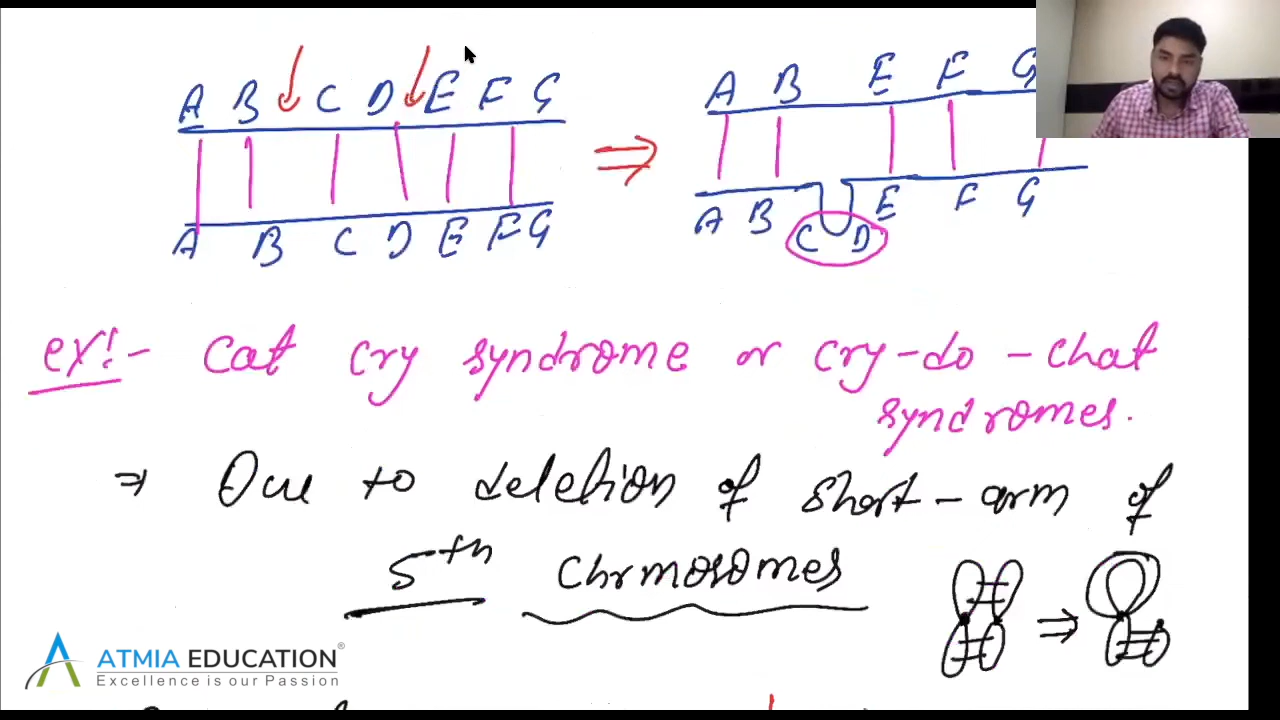 A B C D E F G
A B E F G
A B C D E F G
A B C D E F G
ex:- Cat cry syndrome or cry-do-chat
syndromes.
⇒ Due to deletion of short-arm of
5th Chrmosomes
ATMIA EDUCATION
Excellence is our Passion